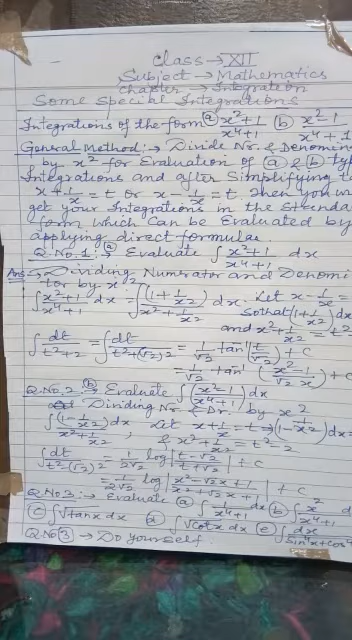 Class → XII
Subject → Mathematics
Chapter → Integration
Some Special Integrations
Integrations of the form (a) x²+1/x⁴+1 (b) x²-1/x⁴+1
General Method:→ Divide Nr. & Denomin
by x² for Evaluation of (a) & (b) typ
Integrations and after Simplifying
x+1/x = t or x-1/x = t. Then you w
get your Integrations in the Standa
form which Can be Evaluated by
applying direct formulae.
Q.No.1:→ (a) Evaluate ∫ x²+1/x⁴+1 dx
Ans:→ Dividing Numerator and Denomi
tor by x²
∫ x²+1/x⁴+1 dx = ∫ (1+1/x²)/x²+1/x² dx. Let x-1/x =
So that (1+1/x²)dx
and x²+1/x² = t²
∫ dt/t²+2 = ∫ dt/t²+(√2)² = 1/√2 tan⁻¹(t/√2)+c
= 1/√2 tan⁻¹(x²-1/√2 x)+c
Q.No.2 (b):→ Evaluate ∫ (x²-1/x⁴+1) dx
Dividing Nr & Dr. by x²
∫ (1-1/x²)dx/x²+1/x², Let x+1/x = t ⇒ (1-1/x²)dx=
& x²+1/x² = t²-2
∫ dt/t²-(√2)² = 1/2√2 log|t-√2/t+√2|+c
= 1/2√2 log|x²-√2x+1/x²+√2x+1|+c
Q.No.3:→ Evaluate (a) ∫ /x⁴+1 dx (b) ∫ x²/x⁴+1 d
(c) ∫√tanx dx (d) ∫√cotx dx (e) ∫ dx/sin⁴x+cos⁴
Q.No.(3) → Do yourself.